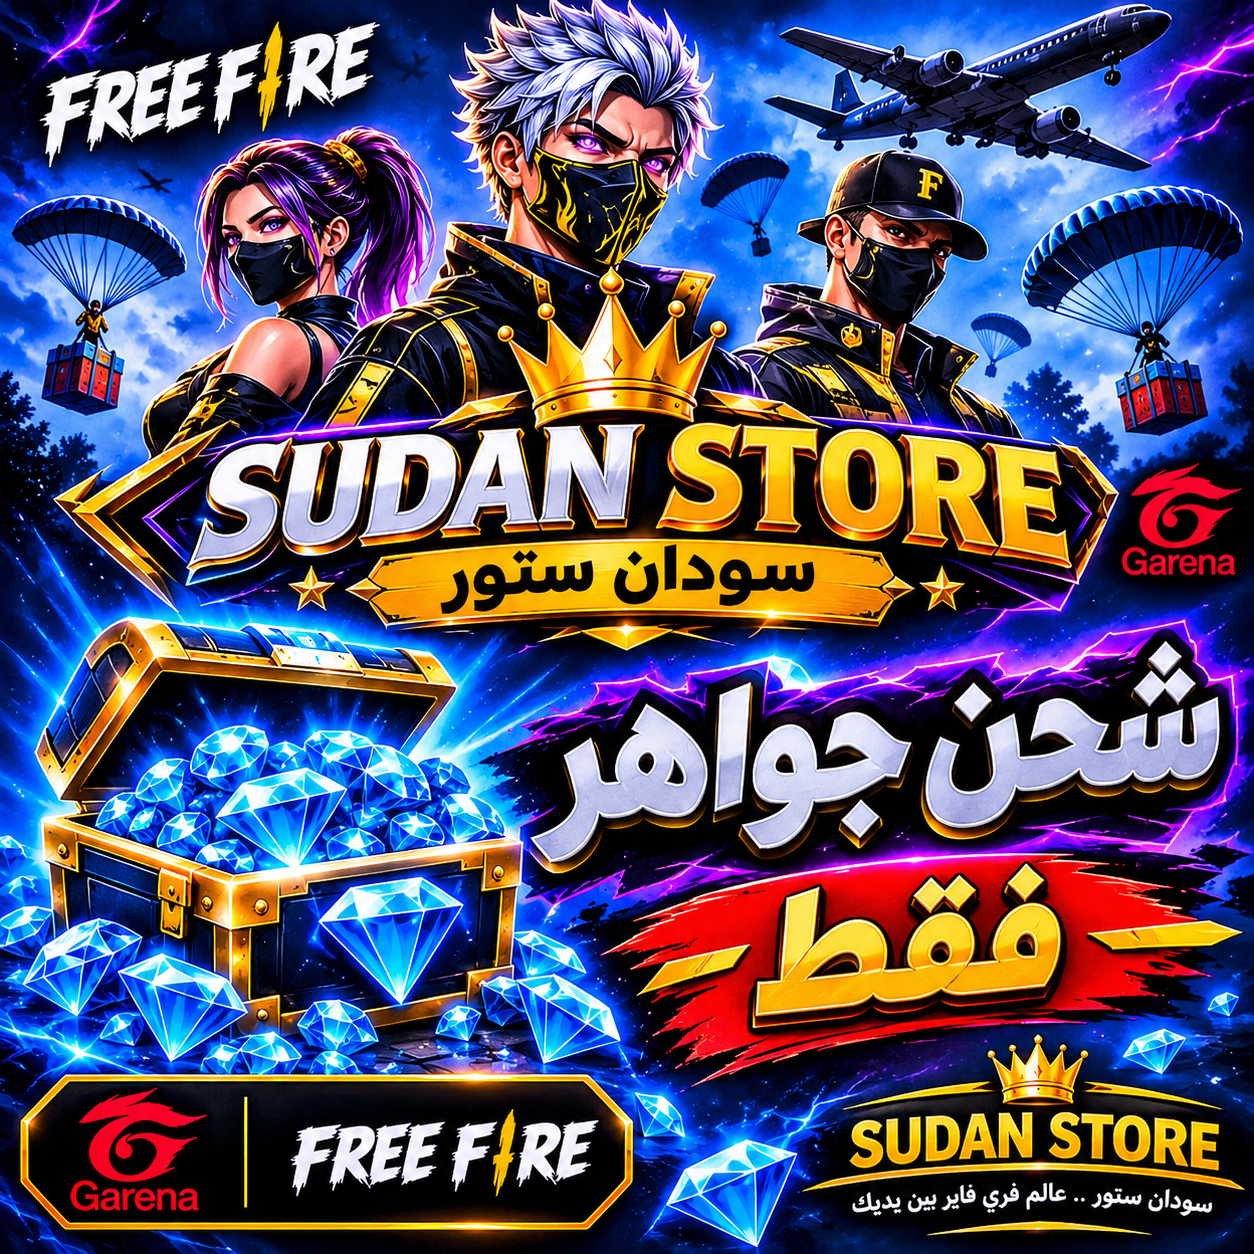 FREE FIRE
F
SUDAN STORE
سودان ستور
Garena
شحن جواهر
فقط
Garena
FREE FIRE
SUDAN STORE
سودان ستور .. عالم فري فاير بين يديك